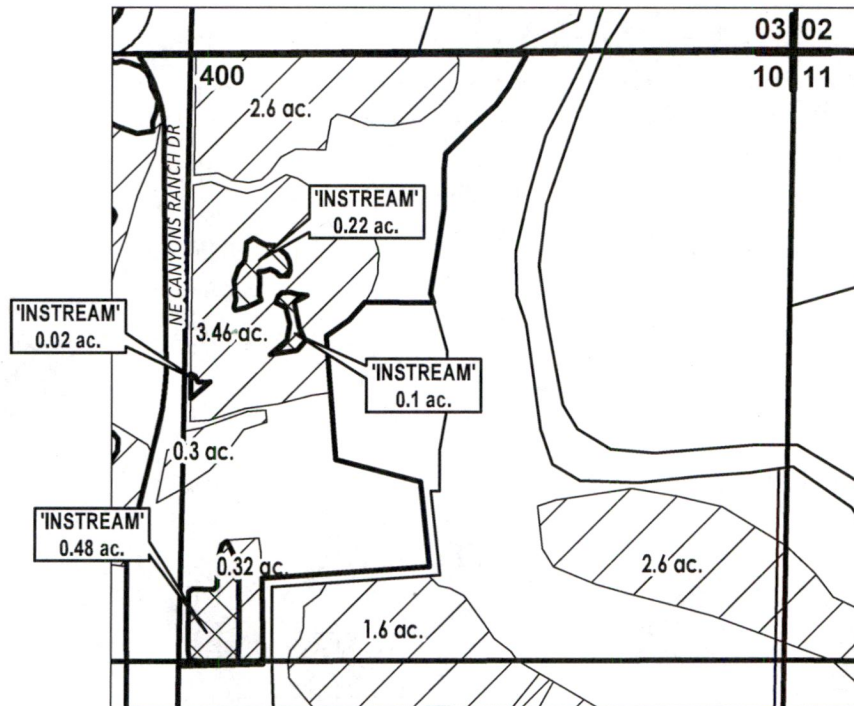 03 02
10 11
400
2.6 ac.
NE CANYONS RANCH DR
'INSTREAM'
0.22 ac.
'INSTREAM'
0.02 ac.
3.46 ac.
'INSTREAM'
0.1 ac.
0.3 ac.
'INSTREAM'
0.48 ac.
0.32 ac.
2.6 ac.
1.6 ac.